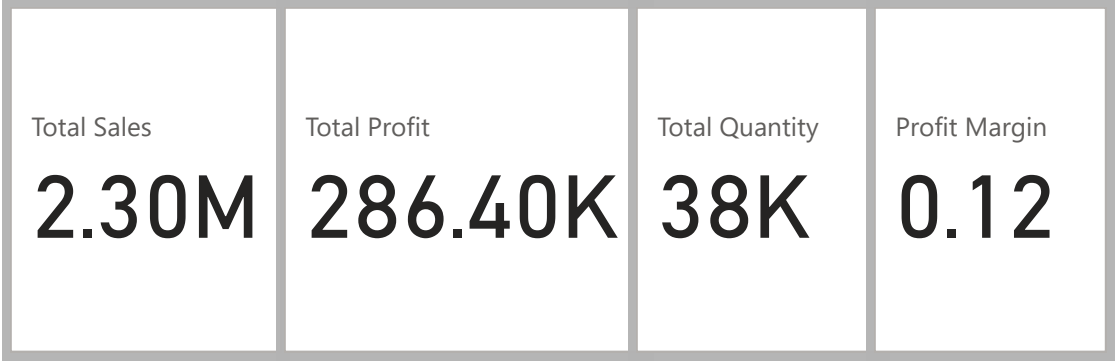 Total Sales
2.30M
Total Profit
286.40K
Total Quantity
38K
Profit Margin
0.12